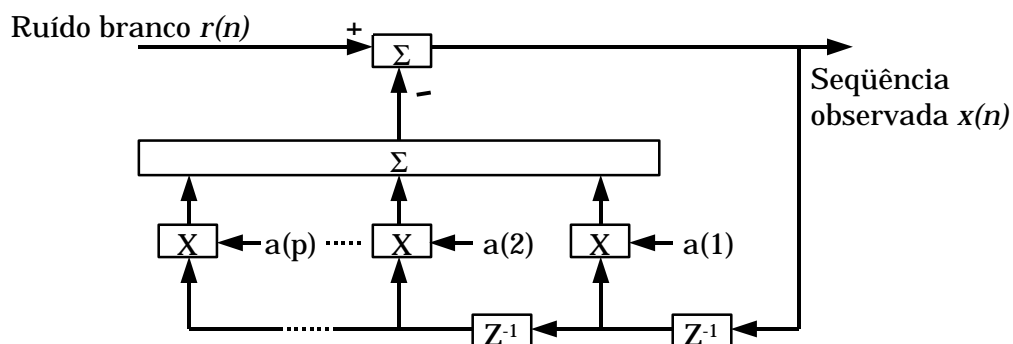 Ruído branco r(n)
+
Σ
–
Seqüência
observada x(n)
Σ
X
a(p)
X
a(2)
X
a(1)
Z-1
Z-1